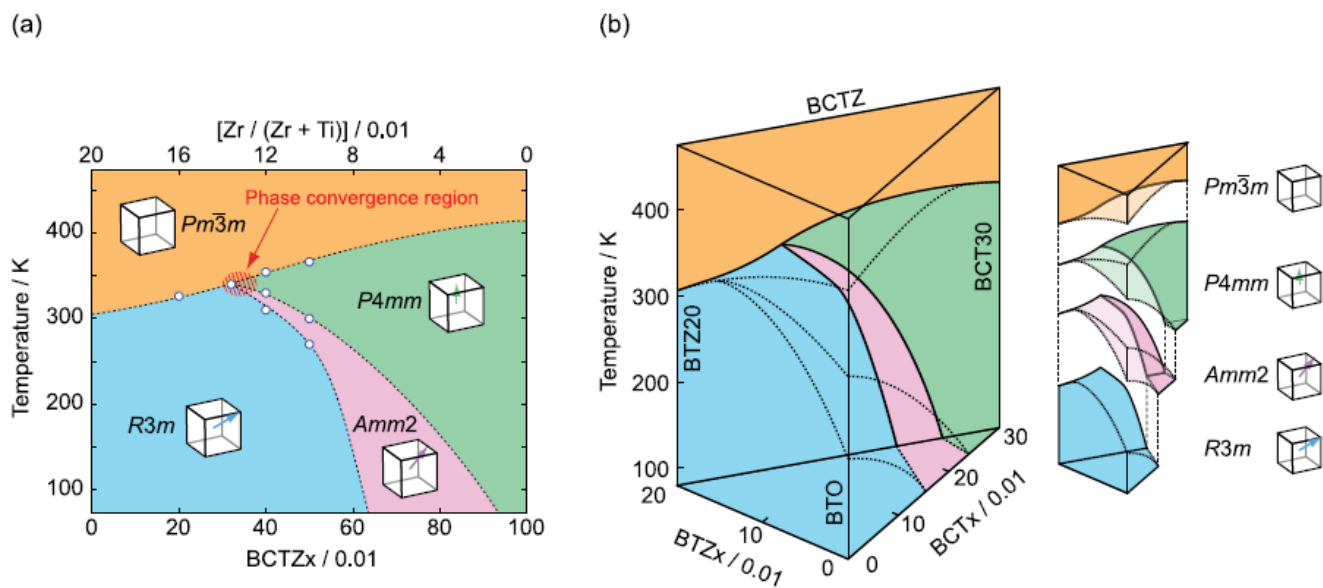 (a)
[Zr / (Zr + Ti)] / 0.01
20 16 12 8 4 0
Phase convergence region
Pm3̅m
P4mm
R3m
Amm2
Temperature / K
400
300
200
100
0 20 40 60 80 100
BCTZx / 0.01
(b)
BCTZ
Temperature / K
400
300
200
100
BTZ20
BTO
BCT30
20
10
0
BTZx / 0.01
0
10
20
30
BCTx / 0.01
Pm3̅m
P4mm
Amm2
R3m